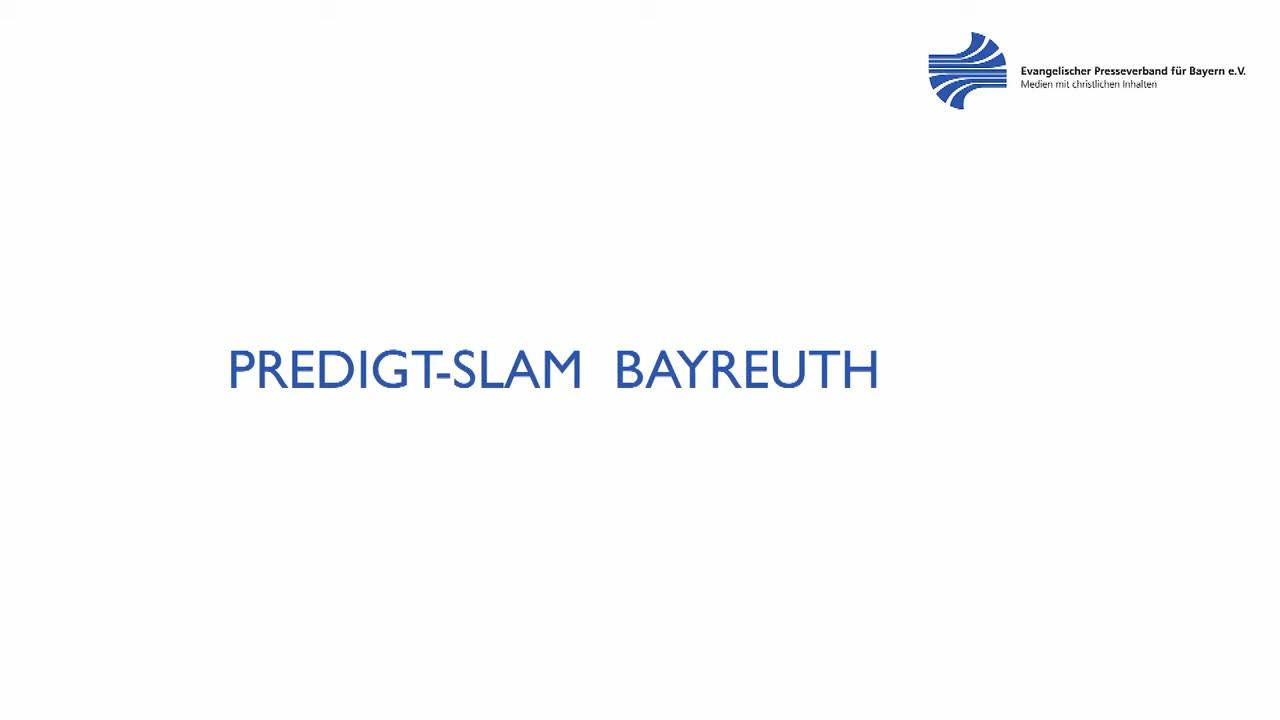 Evangelischer Presseverband für Bayern e.V.
Medien mit christlichen Inhalten
PREDIGT-SLAM BAYREUTH